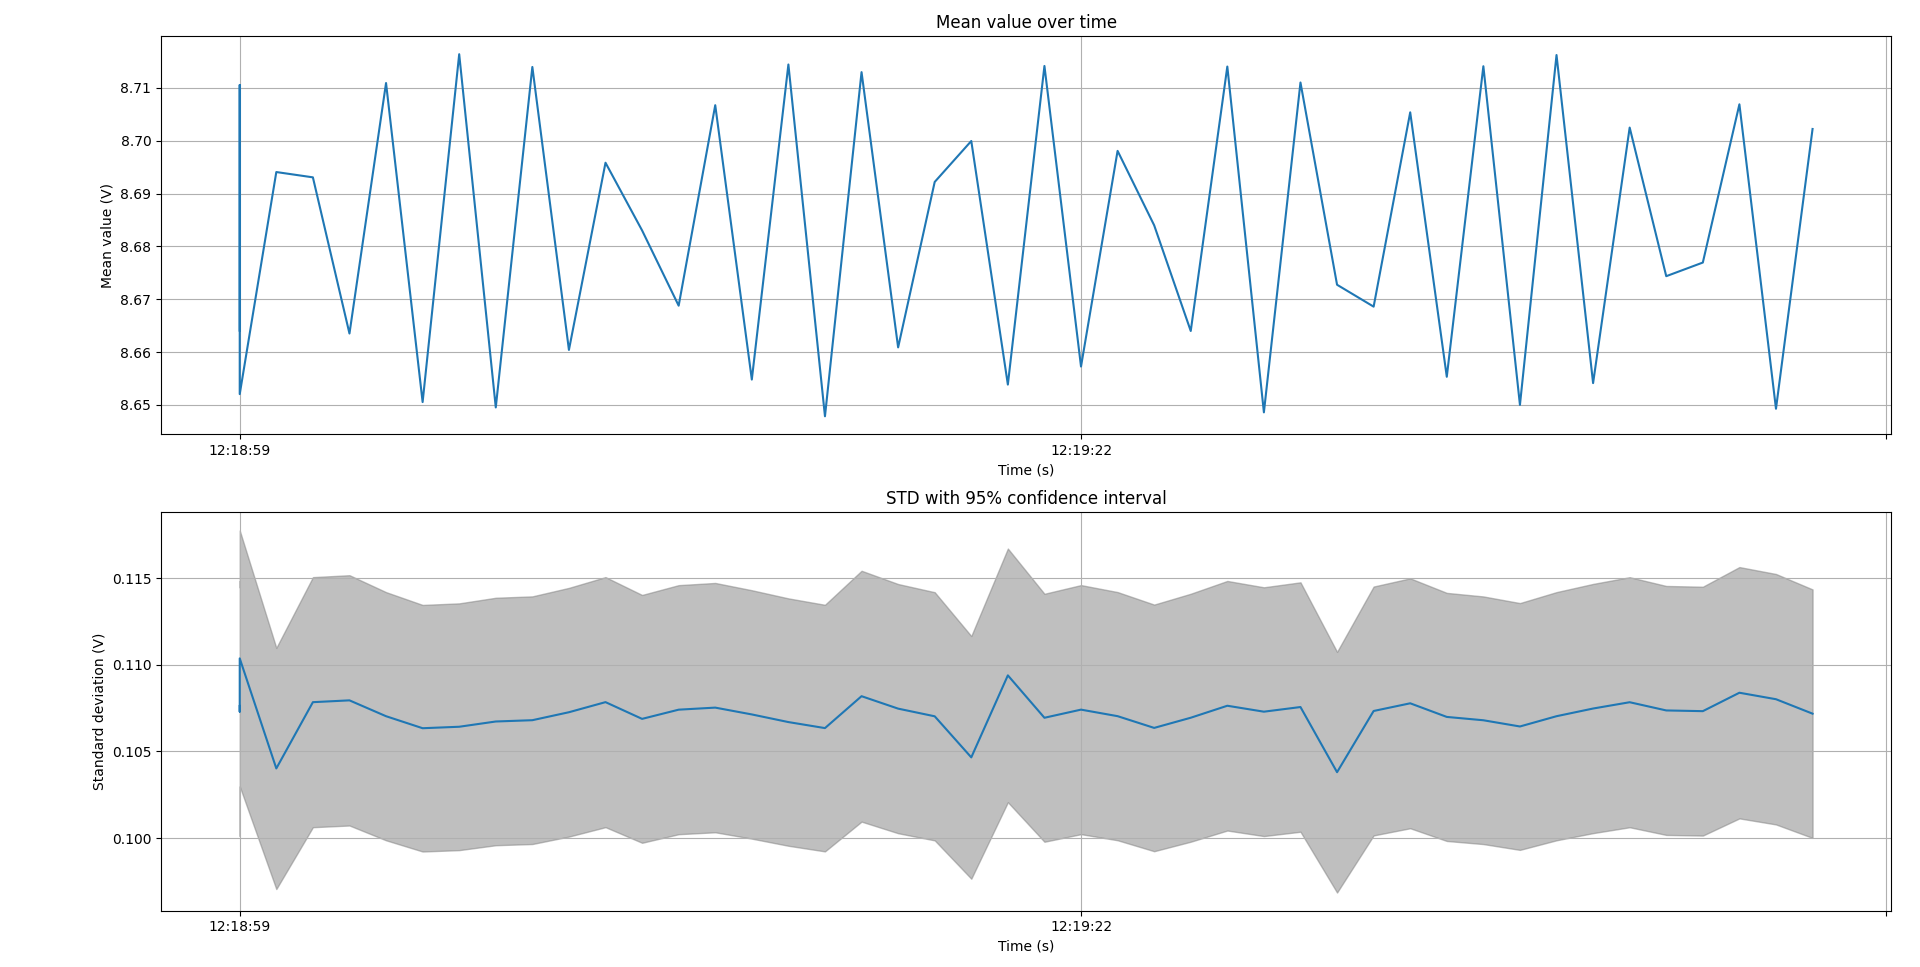 Mean value over time
Mean value (V)
8.71
8.70
8.69
8.68
8.67
8.66
8.65
12:18:59
12:19:22
Time (s)
STD with 95% confidence interval
Standard deviation (V)
0.115
0.110
0.105
0.100
12:18:59
12:19:22
Time (s)